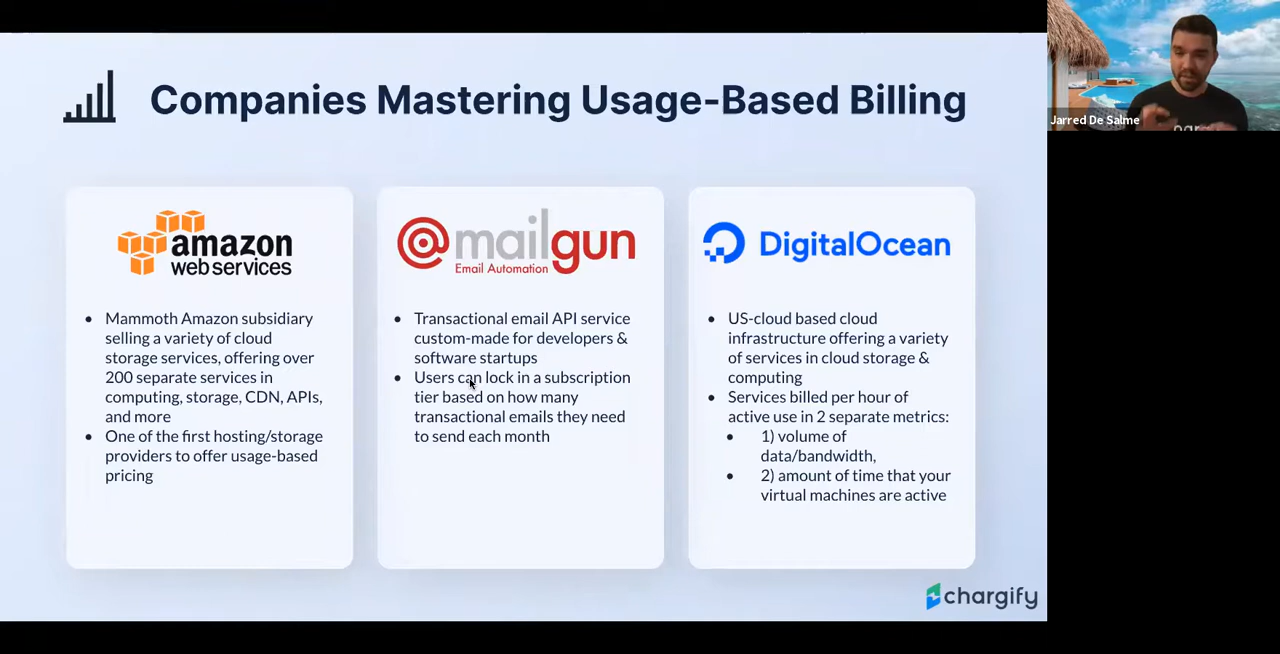 Companies Mastering Usage-Based Billing
amazon
webservices
Mammoth Amazon subsidiary
selling a variety of cloud
storage services, offering over
200 separate services in
computing, storage, CDN, APIs,
and more
One of the first hosting/storage
providers to offer usage-based
pricing
@mailgun
Email Automation
Transactional email API service
custom-made for developers &
software startups
Users can lock in a subscription
tier based on how many
transactional emails they need
to send each month
DigitalOcean
US-cloud based cloud
infrastructure offering a variety
of services in cloud storage &
computing
Services billed per hour of
active use in 2 separate metrics:
1) volume of
data/bandwidth,
2) amount of time that your
virtual machines are active
chargify
Jarred De Salme